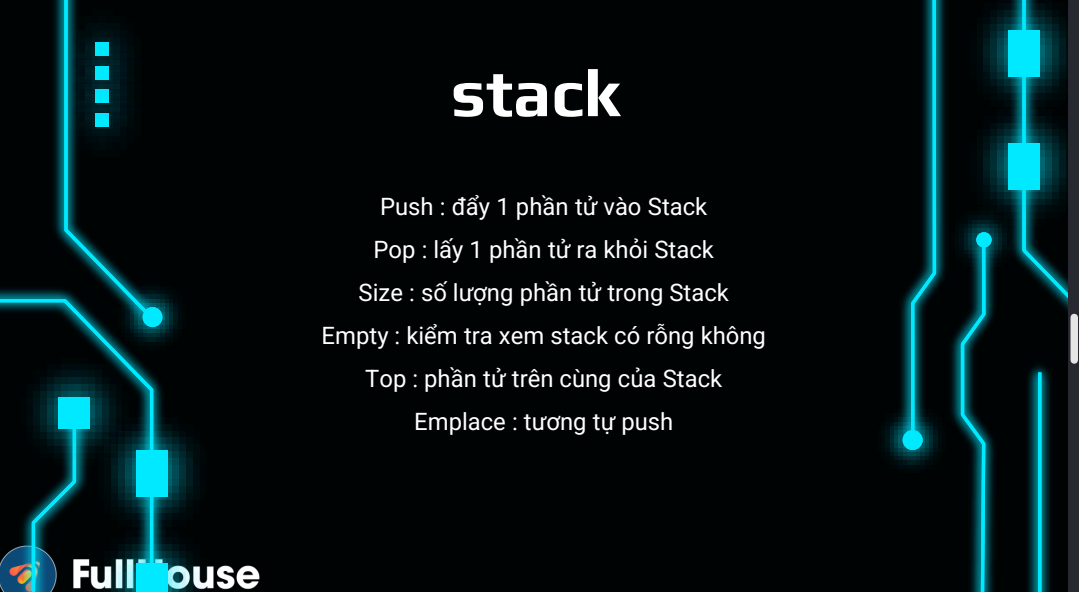 stack
Push : đẩy 1 phần tử vào Stack
Pop : lấy 1 phần tử ra khỏi Stack
Size : số lượng phần tử trong Stack
Empty : kiểm tra xem stack có rỗng không
Top : phần tử trên cùng của Stack
Emplace : tương tự push
FullHouse